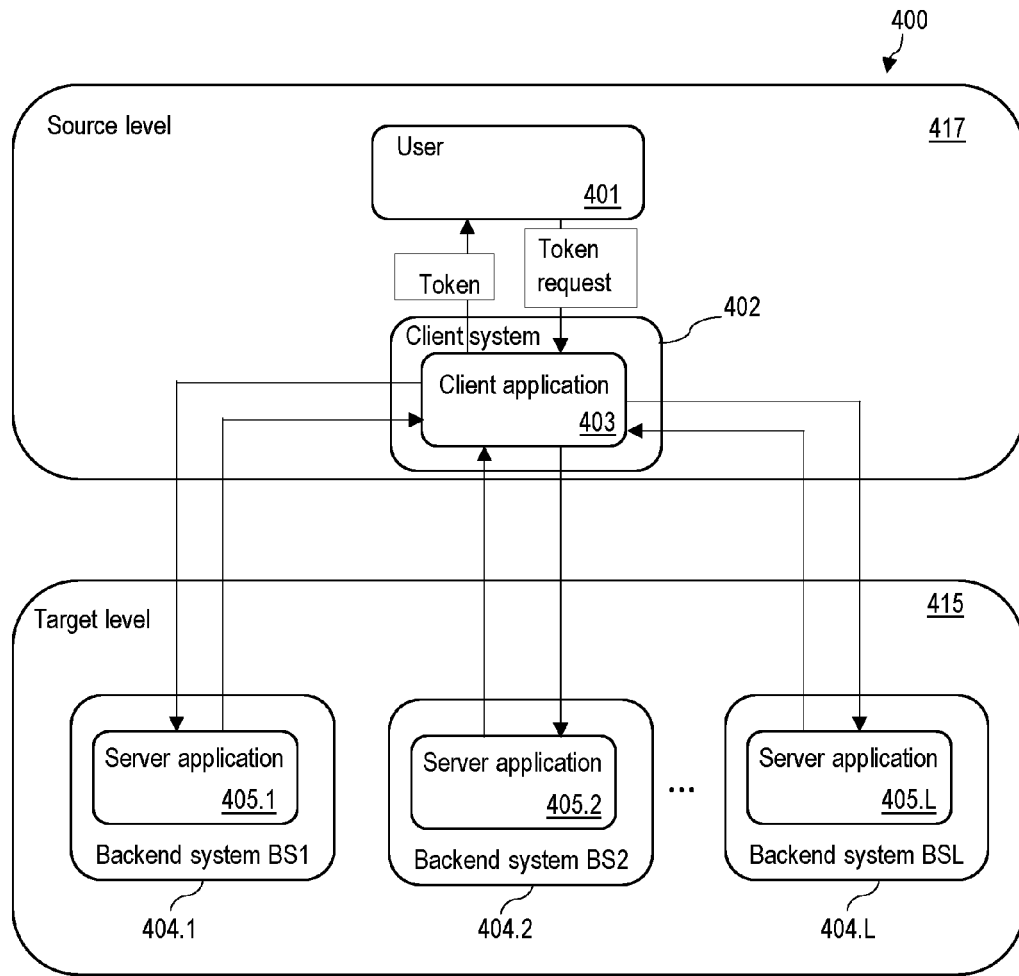 400
Source level
417
User
401
Token
Token
request
402
Client system
Client application
403
Target level
415
Server application
405.1
Backend system BS1
404.1
Server application
405.2
Backend system BS2
404.2
...
Server application
405.L
Backend system BSL
404.L